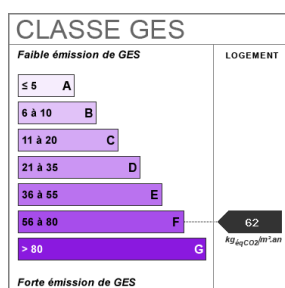 CLASSE GES
Faible émission de GES
LOGEMENT
≤ 5 A
6 à 10 B
11 à 20 C
21 à 35 D
36 à 55 E
56 à 80 F
62
kgéqCO2/m².an
> 80 G
Forte émission de GES